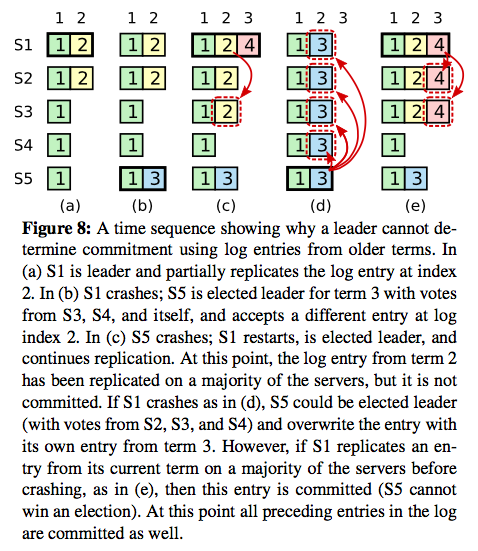 1 2 1 2 1 2 3 1 2 3 1 2 3
S1 1 2 1 2 1 2 4 1 3 1 2 4
S2 1 2 1 2 1 2 1 3 1 2 4
S3 1 1 1 2 1 3 1 2 4
S4 1 1 1 1 3 1
S5 1 1 3 1 3 1 3 1 3
(a) (b) (c) (d) (e)
Figure 8: A time sequence showing why a leader cannot de-
termine commitment using log entries from older terms. In
(a) S1 is leader and partially replicates the log entry at index
2. In (b) S1 crashes; S5 is elected leader for term 3 with votes
from S3, S4, and itself, and accepts a different entry at log
index 2. In (c) S5 crashes; S1 restarts, is elected leader, and
continues replication. At this point, the log entry from term 2
has been replicated on a majority of the servers, but it is not
committed. If S1 crashes as in (d), S5 could be elected leader
(with votes from S2, S3, and S4) and overwrite the entry with
its own entry from term 3. However, if S1 replicates an en-
try from its current term on a majority of the servers before
crashing, as in (e), then this entry is committed (S5 cannot
win an election). At this point all preceding entries in the log
are committed as well.